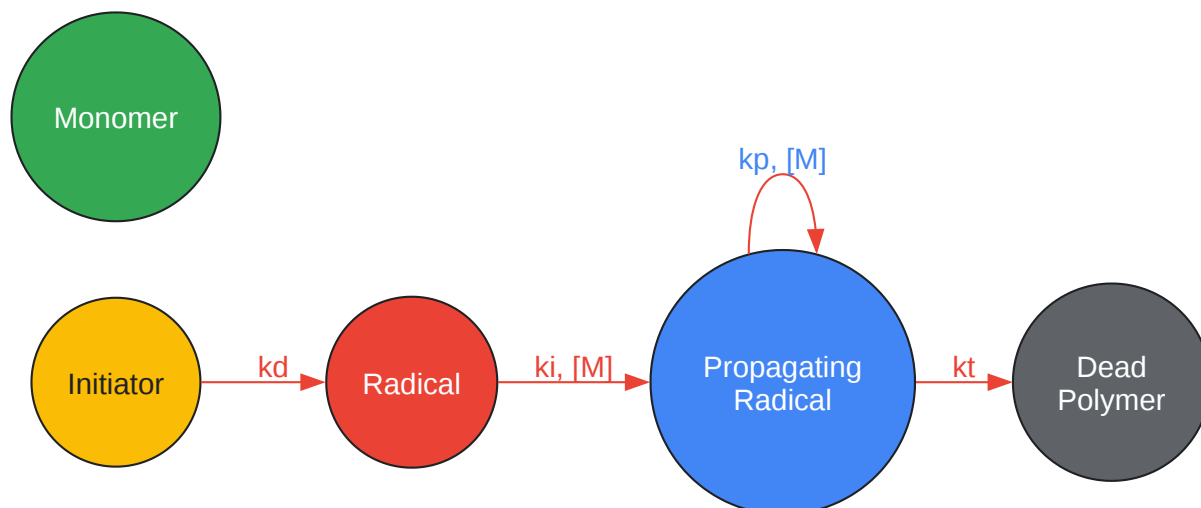 Monomer
kp, [M]
Initiator
kd
Radical
ki, [M]
Propagating
Radical
kt
Dead
Polymer